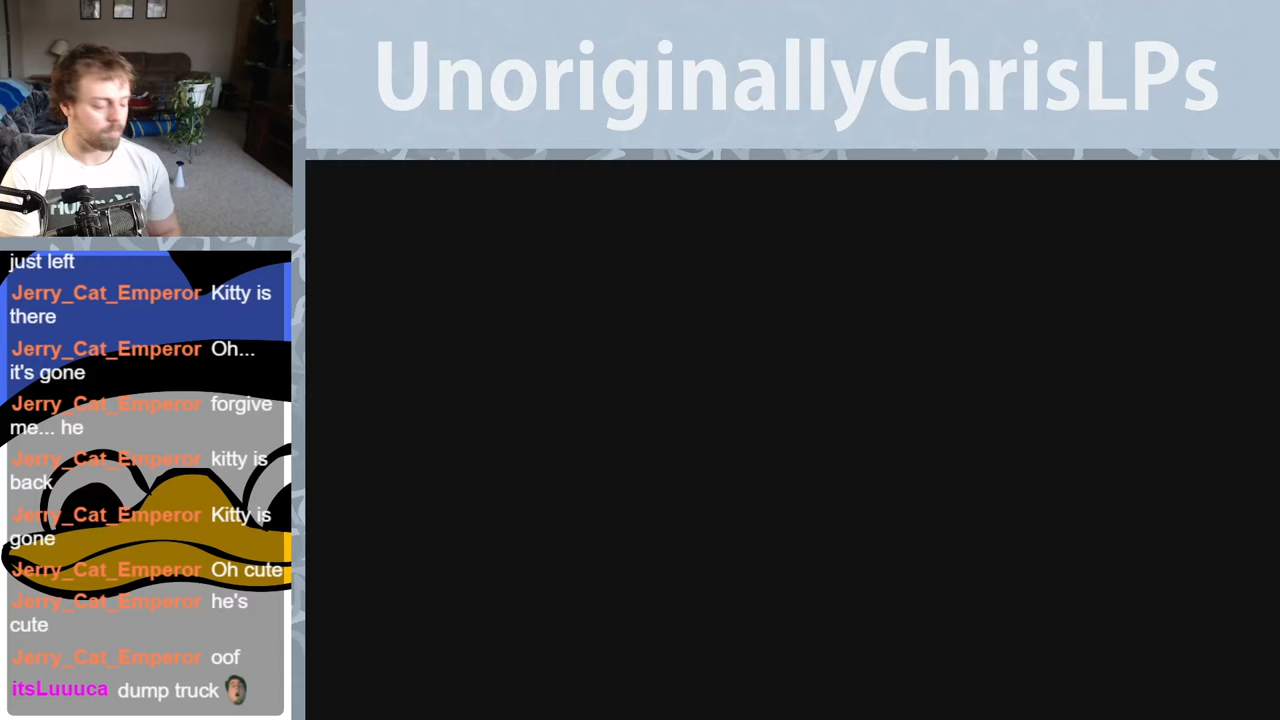 UnoriginallyChrisLPs
just left
Jerry_Cat_Emperor Kitty is
there
Jerry_Cat_Emperor Oh...
it's gone
Jerry_Cat_Emperor forgive
me... he
Jerry_Cat_Emperor kitty is
back
Jerry_Cat_Emperor Kitty is
gone
Jerry_Cat_Emperor Oh cute
Jerry_Cat_Emperor he's
cute
Jerry_Cat_Emperor oof
itsLuuuca dump truck